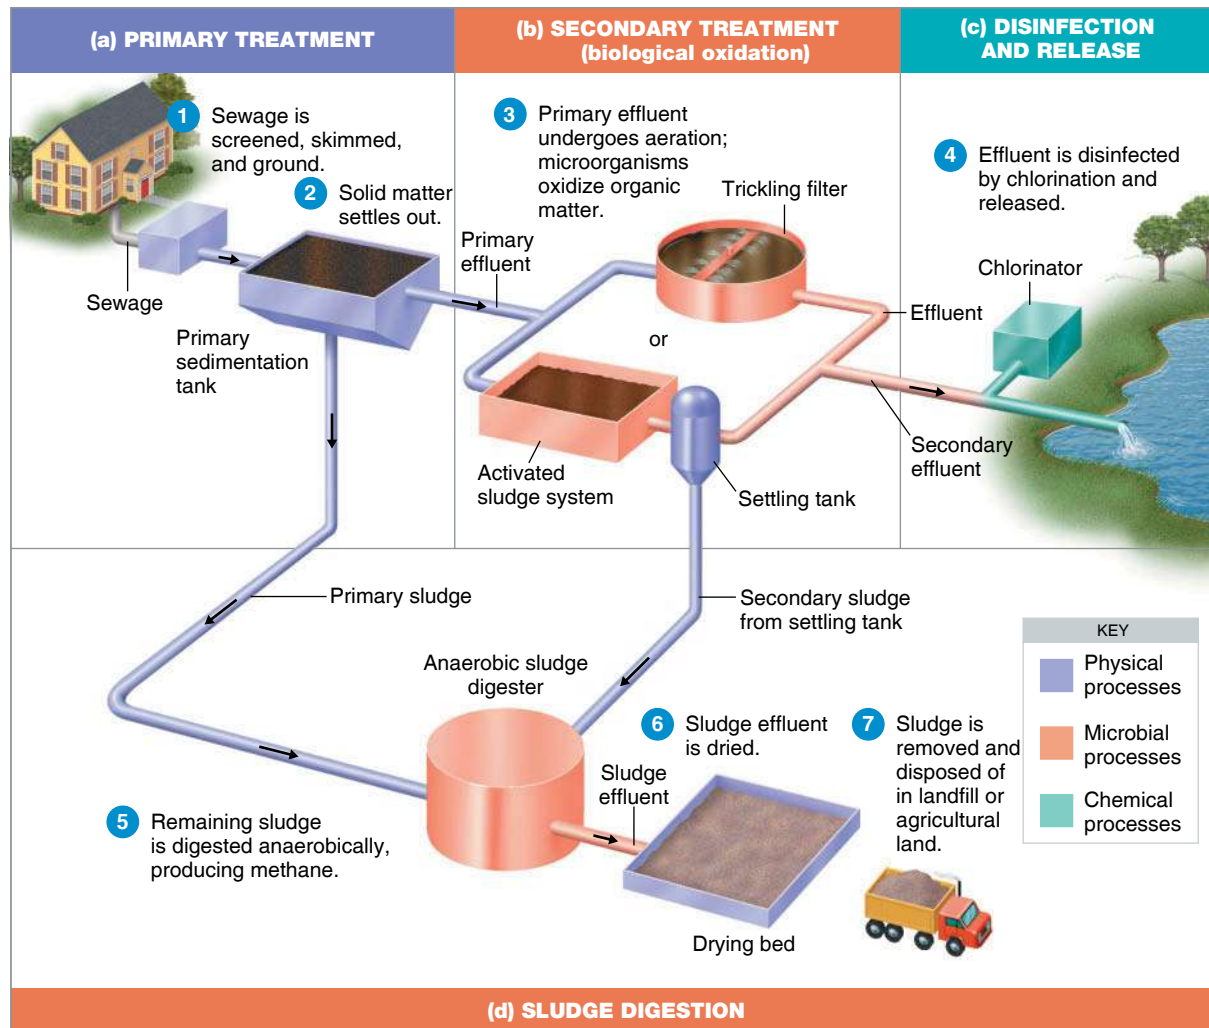 (a) PRIMARY TREATMENT
(b) SECONDARY TREATMENT
(biological oxidation)
(c) DISINFECTION
AND RELEASE
1 Sewage is
screened, skimmed,
and ground.
2 Solid matter
settles out.
Sewage
Primary
sedimentation
tank
3 Primary effluent
undergoes aeration;
microorganisms
oxidize organic
matter.
Trickling filter
Primary
effluent
or
Effluent
Activated
sludge system
Settling tank
4 Effluent is disinfected
by chlorination and
released.
Chlorinator
Secondary
effluent
Primary sludge
Secondary sludge
from settling tank
Anaerobic sludge
digester
5 Remaining sludge
is digested anaerobically,
producing methane.
6 Sludge effluent
is dried.
Sludge
effluent
Drying bed
7 Sludge is
removed and
disposed of
in landfill or
agricultural
land.
KEY
Physical
processes
Microbial
processes
Chemical
processes
(d) SLUDGE DIGESTION